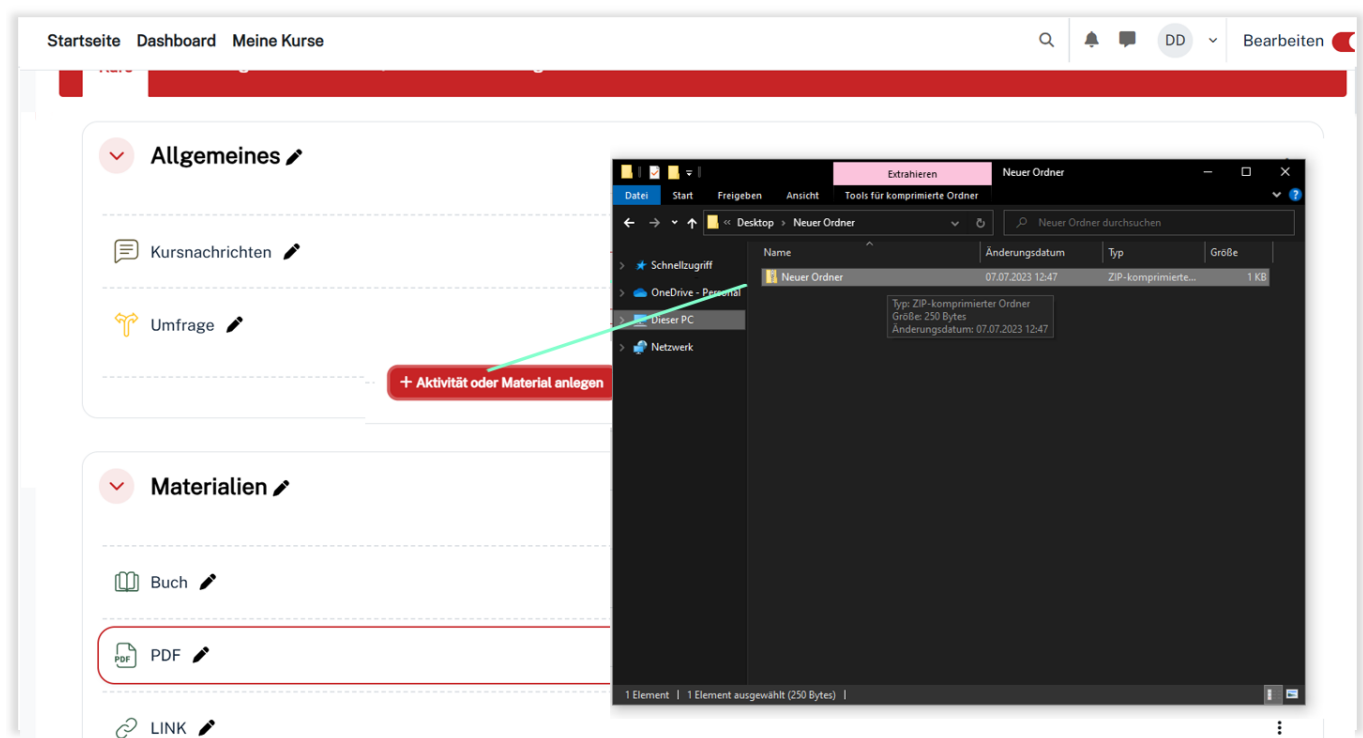 Startseite Dashboard Meine Kurse
DD
Bearbeiten
Allgemeines
Kursnachrichten
Umfrage
+ Aktivität oder Material anlegen
Materialien
Buch
PDF
PDF
LINK
Extrahieren
Neuer Ordner
Datei Start Freigeben Ansicht Tools für komprimierte Ordner
« Desktop › Neuer Ordner
Neuer Ordner durchsuchen
Name Änderungsdatum Typ Größe
Schnellzugriff
OneDrive - Personal
Dieser PC
Netzwerk
Neuer Ordner 07.07.2023 12:47 ZIP-komprimierte... 1 KB
Typ: ZIP-komprimierter Ordner
Größe: 250 Bytes
Änderungsdatum: 07.07.2023 12:47
1 Element | 1 Element ausgewählt (250 Bytes) |